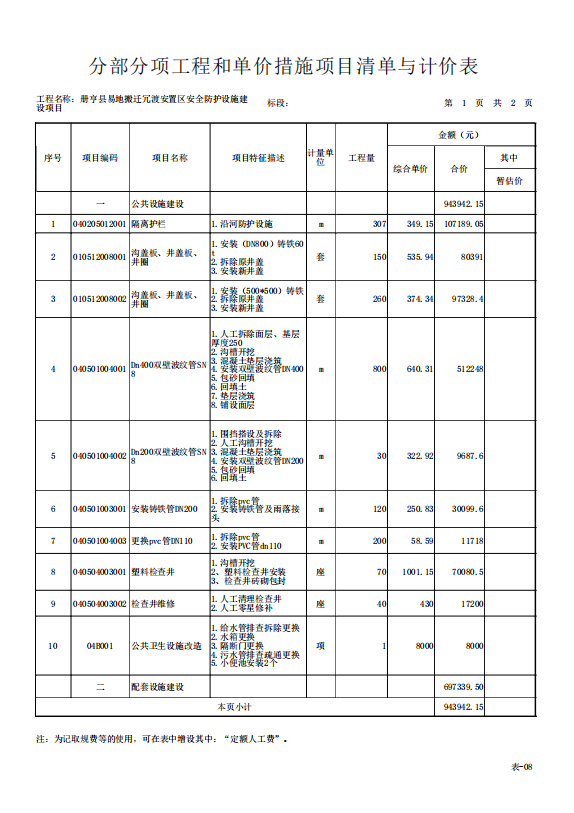 分部分项工程和单价措施项目清单与计价表
工程名称：册亨县易地搬迁冗渡安置区安全防护设施建设项目 标段： 第 1 页 共 2 页
序号 项目编码 项目名称 项目特征描述 计量单位 工程量 金额（元）
综合单价 合价 其中
暂估价
一 公共设施建设 943942.15
1 040205012001 隔离护栏 1.沿河防护设施 m 307 349.15 107189.05
2 010512008001 沟盖板、井盖板、井圈 1.安装（DN800）铸铁60t
2.拆除原井盖
3.安装新井盖 套 150 535.94 80391
3 010512008002 沟盖板、井盖板、井圈 1.安装（500*500）铸铁
2.拆除原井盖
3.安装新井盖 套 260 374.34 97328.4
4 040501004001 Dn400双壁波纹管SN8 1.人工拆除面层、基层厚度250
2.沟槽开挖
3.混凝土垫层浇筑
4.安装双壁波纹管DN400
5.包砂回填
6.回填土
7.垫层浇筑
8.铺设面层 m 800 640.31 512248
5 040501004002 Dn200双壁波纹管SN8 1.围挡搭设及拆除
2.人工沟槽开挖
3.混凝土垫层浇筑
4.安装双壁波纹管DN200
5.包砂回填
6.回填土 m 30 322.92 9687.6
6 040501003001 安装铸铁管DN200 1.拆除pvc管
2.安装铸铁管及雨落接头 m 120 250.83 30099.6
7 040501004003 更换pvc管DN110 1.拆除pvc管
2.安装PVC管dn110 m 200 58.59 11718
8 040504003001 塑料检查井 1.沟槽开挖
2、塑料检查井安装
3、检查井砖砌包封 座 70 1001.15 70080.5
9 040504003002 检查井维修 1.人工清理检查井
2.人工零星修补 座 40 430 17200
10 04B001 公共卫生设施改造 1.给水管排查拆除更换
2.水箱更换
3.隔断门更换
4.污水管排查疏通更换
5.小便池安装2个 项 1 8000 8000
二 配套设施建设 697339.50
本页小计 943942.15
注：为记取规费等的使用，可在表中增设其中：“定额人工费”。
表-08